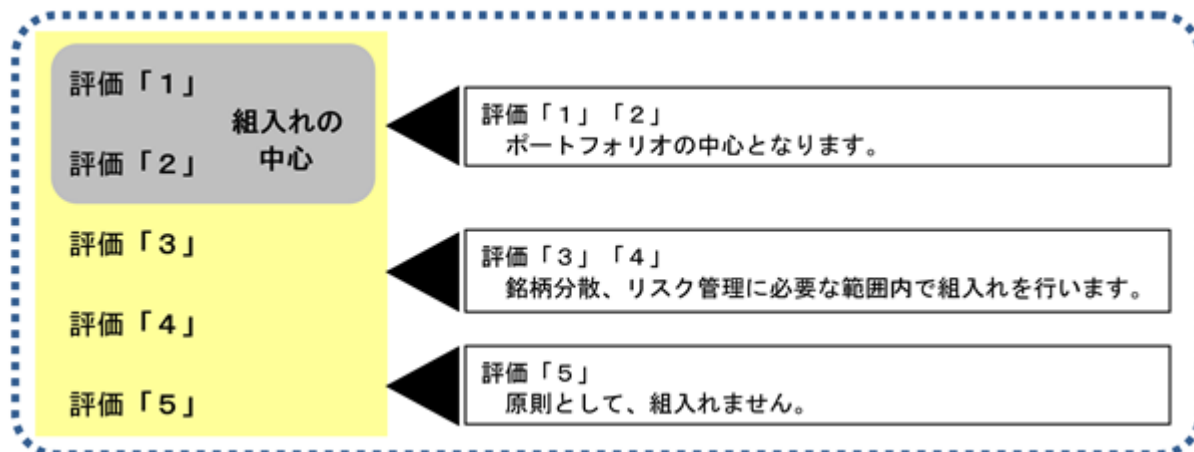 評価「１」
組入れの
中心
評価「２」
評価「３」
評価「４」
評価「５」
評価「１」「２」
ポートフォリオの中心となります。
評価「３」「４」
銘柄分散、リスク管理に必要な範囲内で組入れを行います。
評価「５」
原則として、組入れません。